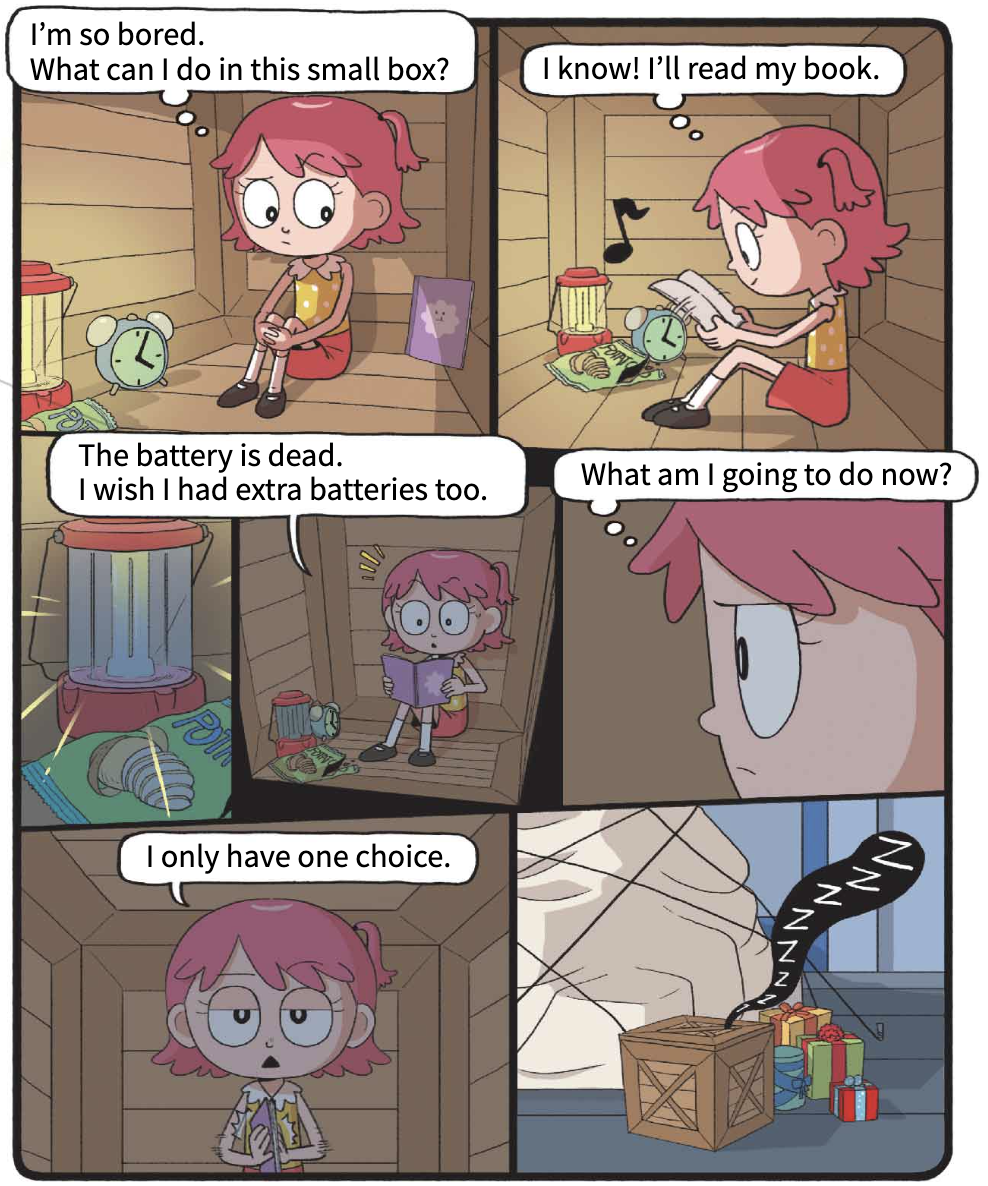 I’m so bored.
What can I do in this small box?
I know! I’ll read my book.
The battery is dead.
I wish I had extra batteries too.
What am I going to do now?
I only have one choice.
Z Z Z Z Z Z Z Z Z